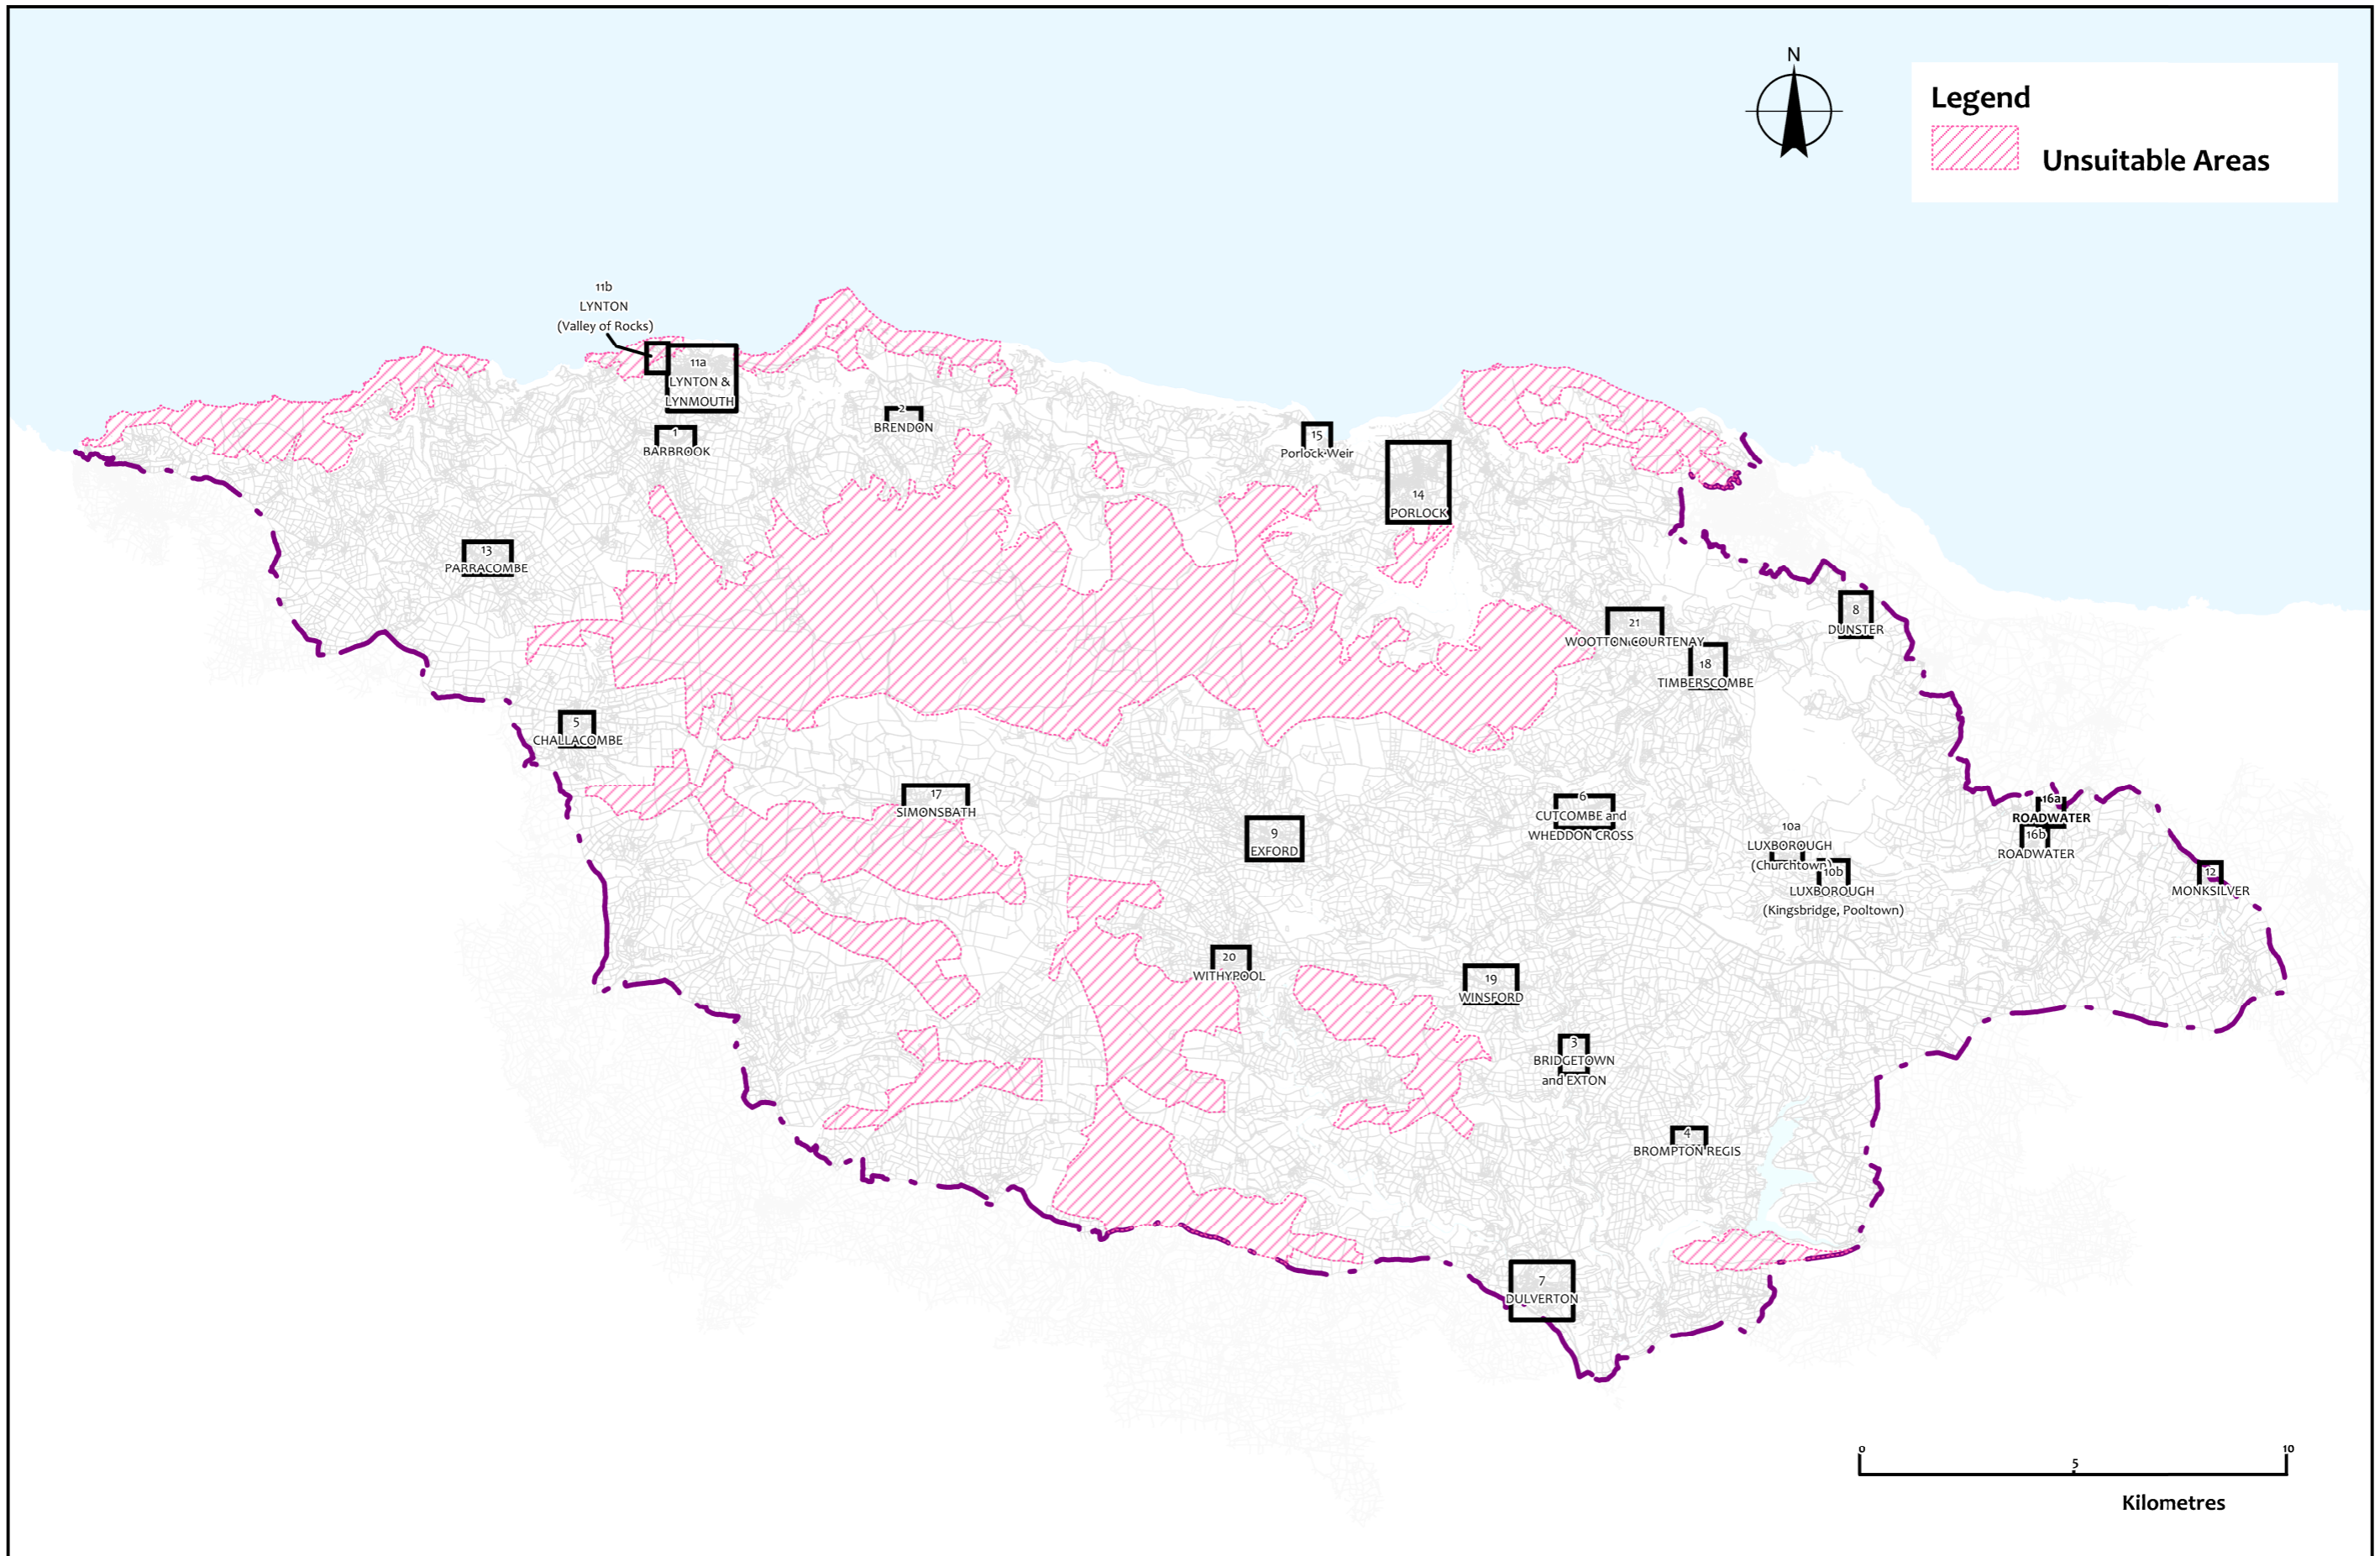 N
Legend
Unsuitable Areas
11b
LYNTON
(Valley of Rocks)
11a
LYNTON &
LYNMOUTH
2
BRENDON
1
BARBROOK
15
Porlock Weir
14
PORLOCK
13
PARRACOMBE
8
DUNSTER
21
WOOTTON COURTENAY
18
TIMBERSCOMBE
5
CHALLACOMBE
17
SIMONSBATH
6
CUTCOMBE and
WHEDDON CROSS
9
EXFORD
10a
LUXBOROUGH
(Churchtown)
10b
LUXBOROUGH
(Kingsbridge, Pooltown)
16a
ROADWATER
16b
ROADWATER
12
MONKSILVER
20
WITHYPOOL
19
WINSFORD
3
BRIDGETOWN
and EXTON
4
BROMPTON REGIS
7
DULVERTON
0 5 10
Kilometres